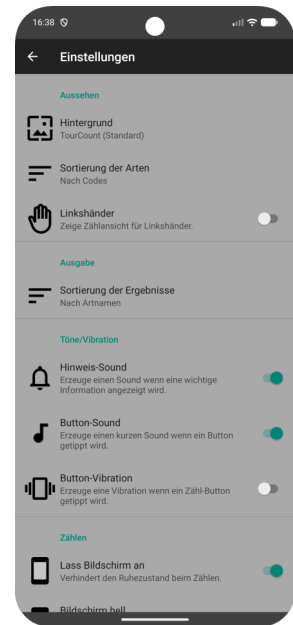 16:38
Einstellungen
Aussehen
Hintergrund
TourCount (Standard)
Sortierung der Arten
Nach Codes
Linkshänder
Zeige Zählansicht für Linkshänder.
Ausgabe
Sortierung der Ergebnisse
Nach Artnamen
Töne/Vibration
Hinweis-Sound
Erzeuge einen Sound wenn eine wichtige
Information angezeigt wird.
Button-Sound
Erzeuge einen kurzen Sound wenn ein Button
getippt wird.
Button-Vibration
Erzeuge eine Vibration wenn ein Zähl-Button
getippt wird.
Zählen
Lass Bildschirm an
Verhindert den Ruhezustand beim Zählen.
Bildschirm hell